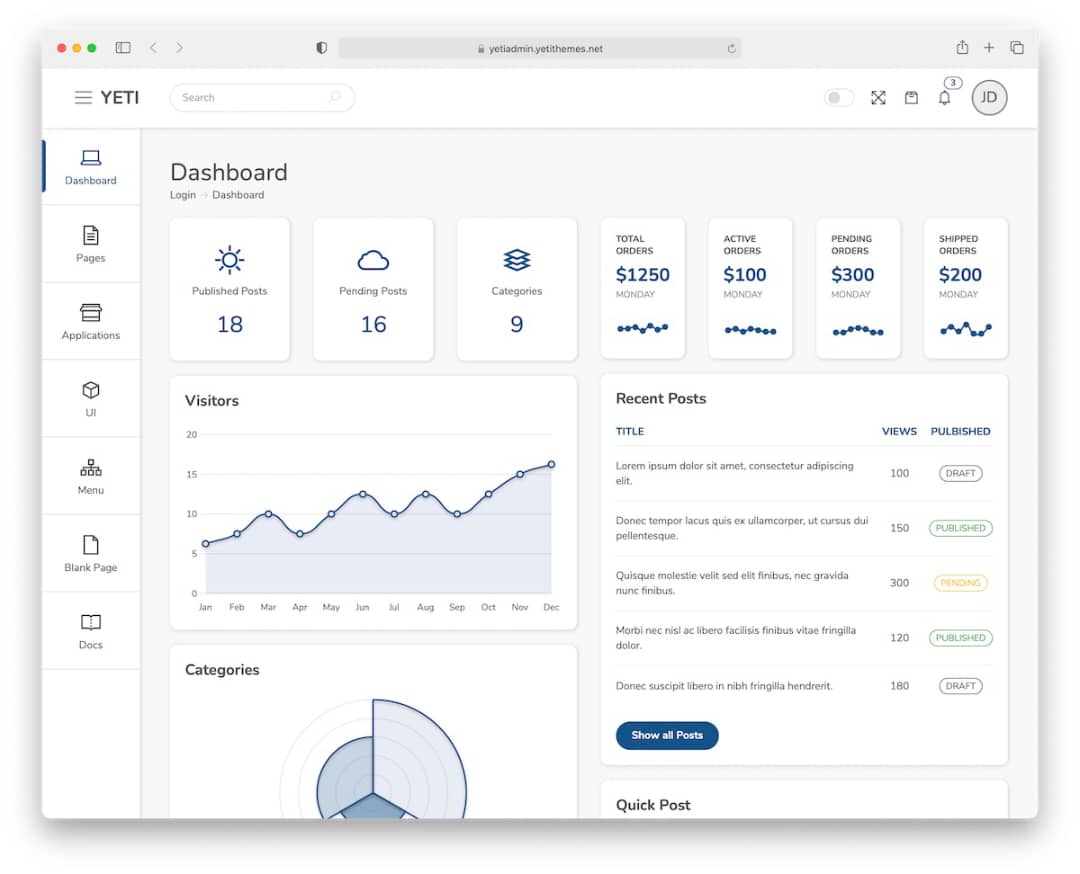 yetiadmin.yetithemes.net
YETI
Search
3
JD
Dashboard
Pages
Applications
UI
Menu
Blank Page
Docs
Dashboard
Login → Dashboard
Published Posts
18
Pending Posts
16
Categories
9
TOTAL
ORDERS
$1250
MONDAY
ACTIVE
ORDERS
$100
MONDAY
PENDING
ORDERS
$300
MONDAY
SHIPPED
ORDERS
$200
MONDAY
Visitors
20
15
10
5
0
Jan Feb Mar Apr May Jun Jul Aug Sep Oct Nov Dec
Categories
Recent Posts
TITLE VIEWS PULBISHED
Lorem ipsum dolor sit amet, consectetur adipiscing
elit.
100 DRAFT
Donec tempor lacus quis ex ullamcorper, ut cursus dui
pellentesque.
150 PUBLISHED
Quisque molestie velit sed elit finibus, nec gravida
nunc finibus.
300 PENDING
Morbi nec nisl ac libero facilisis finibus vitae fringilla
dolor.
120 PUBLISHED
Donec suscipit libero in nibh fringilla hendrerit. 180 DRAFT
Show all Posts
Quick Post